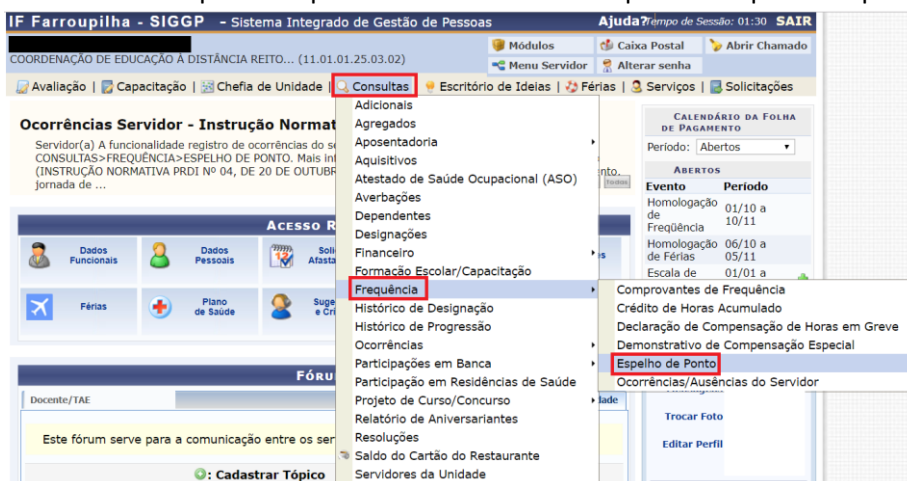 IF Farroupilha - SIGGP - Sistema Integrado de Gestão de Pessoas
Ajuda? Tempo de Sessão: 01:30 SAIR
COORDENAÇÃO DE EDUCAÇÃO À DISTÂNCIA REITO... (11.01.01.25.03.02)
Módulos
Caixa Postal
Abrir Chamado
Menu Servidor
Alterar senha
Avaliação | Capacitação | Chefia de Unidade | Consultas Escritório de Ideias | Férias | Serviços | Solicitações
Ocorrências Servidor - Instrução Normat
Servidor(a) A funcionalidade registro de ocorrências do se
CONSULTAS>FREQUÊNCIA>ESPELHO DE PONTO. Mais inf
(INSTRUÇÃO NORMATIVA PRDI Nº 04, DE 20 DE OUTUBR
nto.
jornada de ...
Todas
ACESSO R
Dados Funcionais
Dados Pessoais
Soli
Afasta
es
Férias
Plano de Saúde
Suge
e Crí
FÓRU
Docente/TAE
dade
Este fórum serve para a comunicação entre os ser
: Cadastrar Tópico
Adicionais
Agregados
Aposentadoria
Aquisitivos
Atestado de Saúde Ocupacional (ASO)
Averbações
Dependentes
Designações
Financeiro
Formação Escolar/Capacitação
Frequência
Histórico de Designação
Histórico de Progressão
Ocorrências
Participações em Banca
Participação em Residências de Saúde
Projeto de Curso/Concurso
Relatório de Aniversariantes
Resoluções
Saldo do Cartão do Restaurante
Servidores da Unidade
Comprovantes de Frequência
Crédito de Horas Acumulado
Declaração de Compensação de Horas em Greve
Demonstrativo de Compensação Especial
Espelho de Ponto
Ocorrências/Ausências do Servidor
CALENDÁRIO DA FOLHA
DE PAGAMENTO
Período: Abertos
ABERTOS
Evento Período
Homologação de Freqüência 01/10 a 10/11
Homologação de Férias 06/10 a 05/11
Escala de 01/01 a
Trocar Foto
Editar Perfil